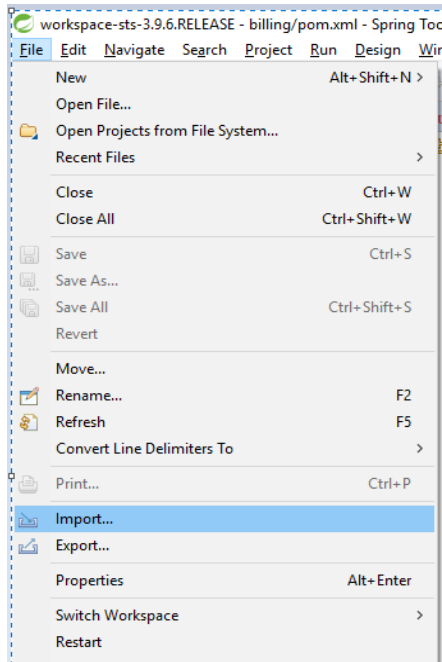 workspace-sts-3.9.6.RELEASE - billing/pom.xml - Spring Too
File Edit Navigate Search Project Run Design Wir
New Alt+Shift+N >
Open File...
Open Projects from File System...
Recent Files >
Close Ctrl+W
Close All Ctrl+Shift+W
Save Ctrl+S
Save As...
Save All Ctrl+Shift+S
Revert
Move...
Rename... F2
Refresh F5
Convert Line Delimiters To >
Print... Ctrl+P
Import...
Export...
Properties Alt+Enter
Switch Workspace >
Restart